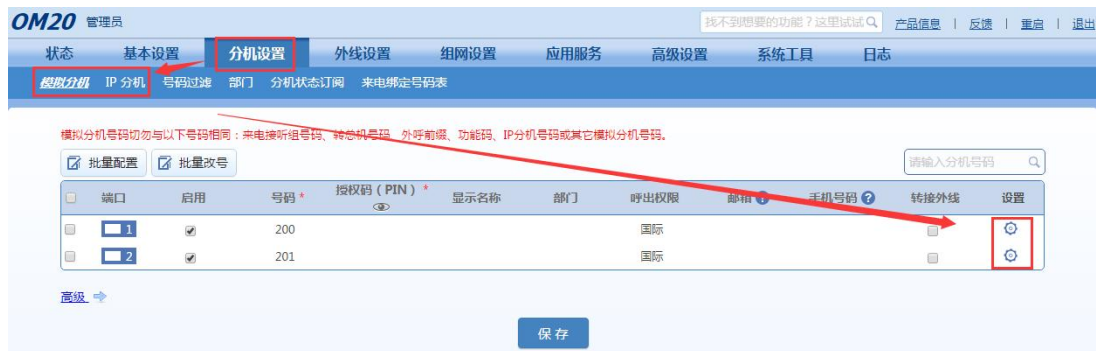 OM20 管理员 找不到想要的功能？这里试试 产品信息 | 反馈 | 重启 | 退出
状态 基本设置 分机设置 外线设置 组网设置 应用服务 高级设置 系统工具 日志
模拟分机 IP 分机 号码过滤 部门 分机状态订阅 来电绑定号码表
模拟分机号码切勿与以下号码相同：来电接听组号码、转总机号码、外呼前缀、功能码、IP分机号码或其它模拟分机号码。
批量配置 批量改号 请输入分机号码
端口 启用 号码 * 授权码（PIN）* 显示名称 部门 呼出权限 邮箱 手机号码 转接外线 设置
1 200 国际
2 201 国际
高级
保存